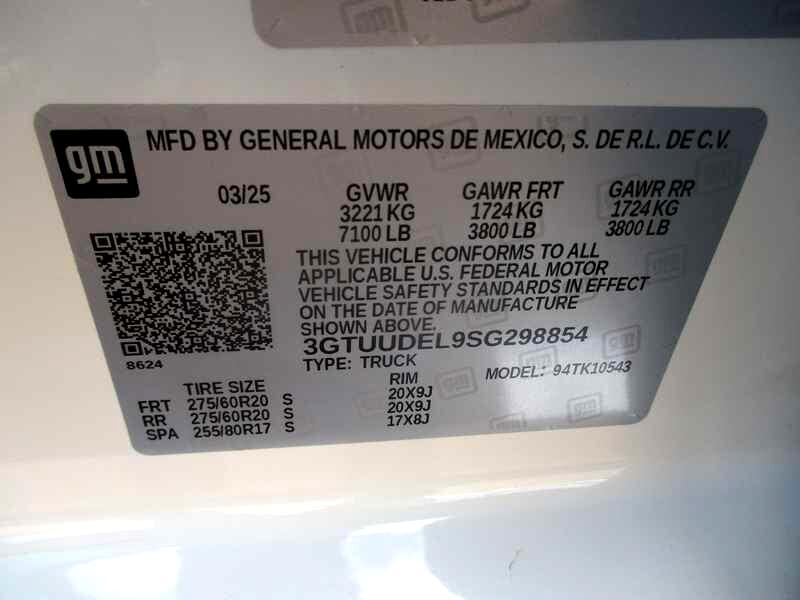 gm
MFD BY GENERAL MOTORS DE MEXICO, S. DE R.L. DE C.V.
03/25 GVWR GAWR FRT GAWR RR
3221 KG 1724 KG 1724 KG
7100 LB 3800 LB 3800 LB
THIS VEHICLE CONFORMS TO ALL
APPLICABLE U.S. FEDERAL MOTOR
VEHICLE SAFETY STANDARDS IN EFFECT
ON THE DATE OF MANUFACTURE
SHOWN ABOVE.
3GTUUDEL9SG298854
8624 TYPE: TRUCK MODEL: 94TK10543
TIRE SIZE RIM
FRT 275/60R20 S 20X9J
RR 275/60R20 S 20X9J
SPA 255/80R17 S 17X8J